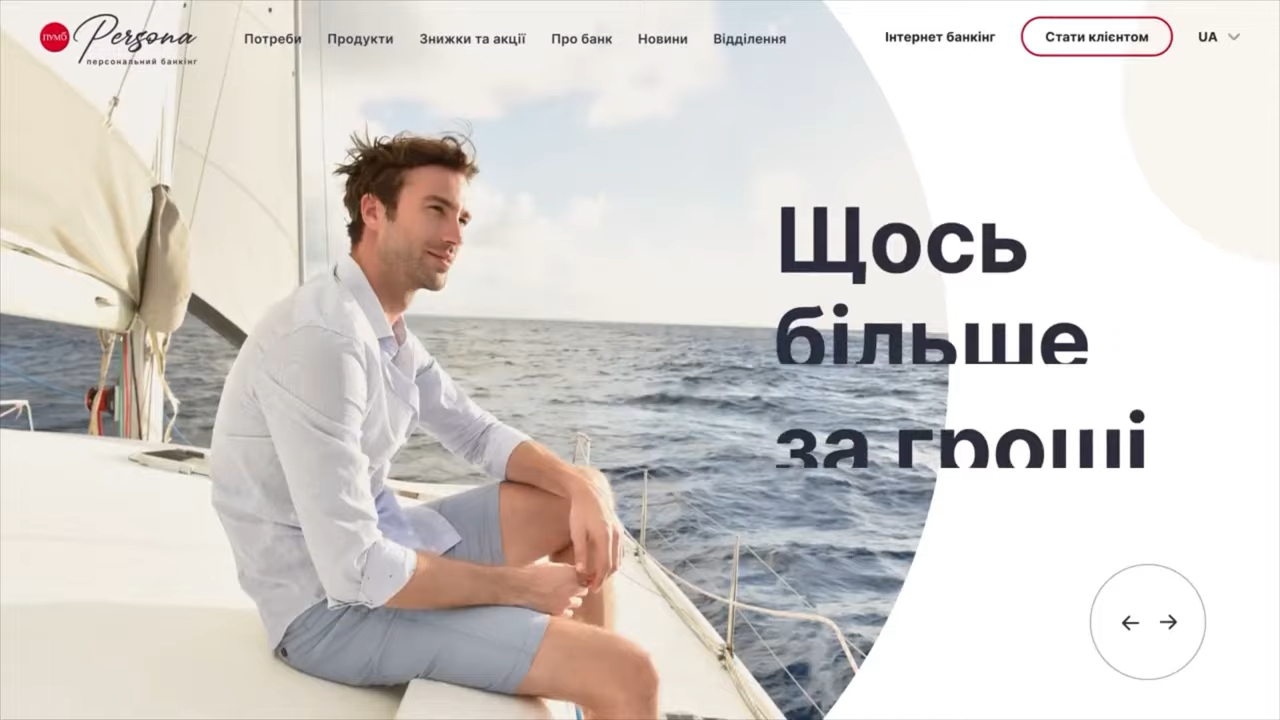 пумб Persona
персональний банкінг
Потреби Продукти Знижки та акції Про банк Новини Відділення
Інтернет банкінг Стати клієнтом UA
Щось
більше
за гроші